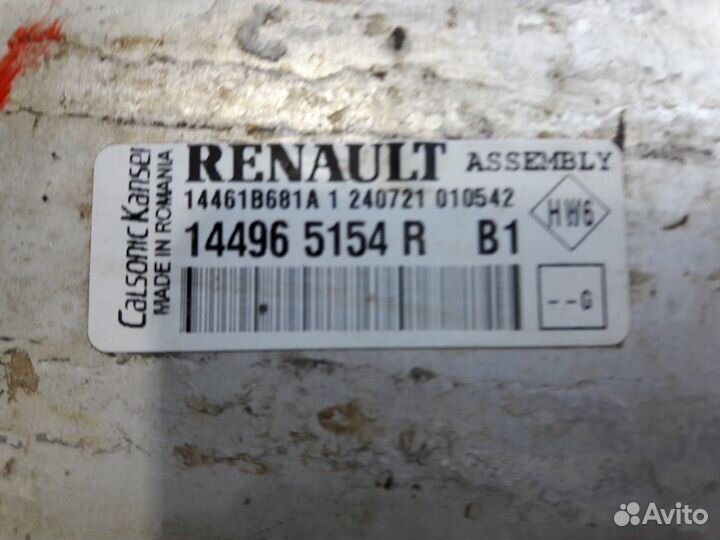 Calsonic Kansei
MADE IN ROMANIA
RENAULT ASSEMBLY
14461B681A 1 240721 010542
14496 5154 R B1
HW6
--G
Avito